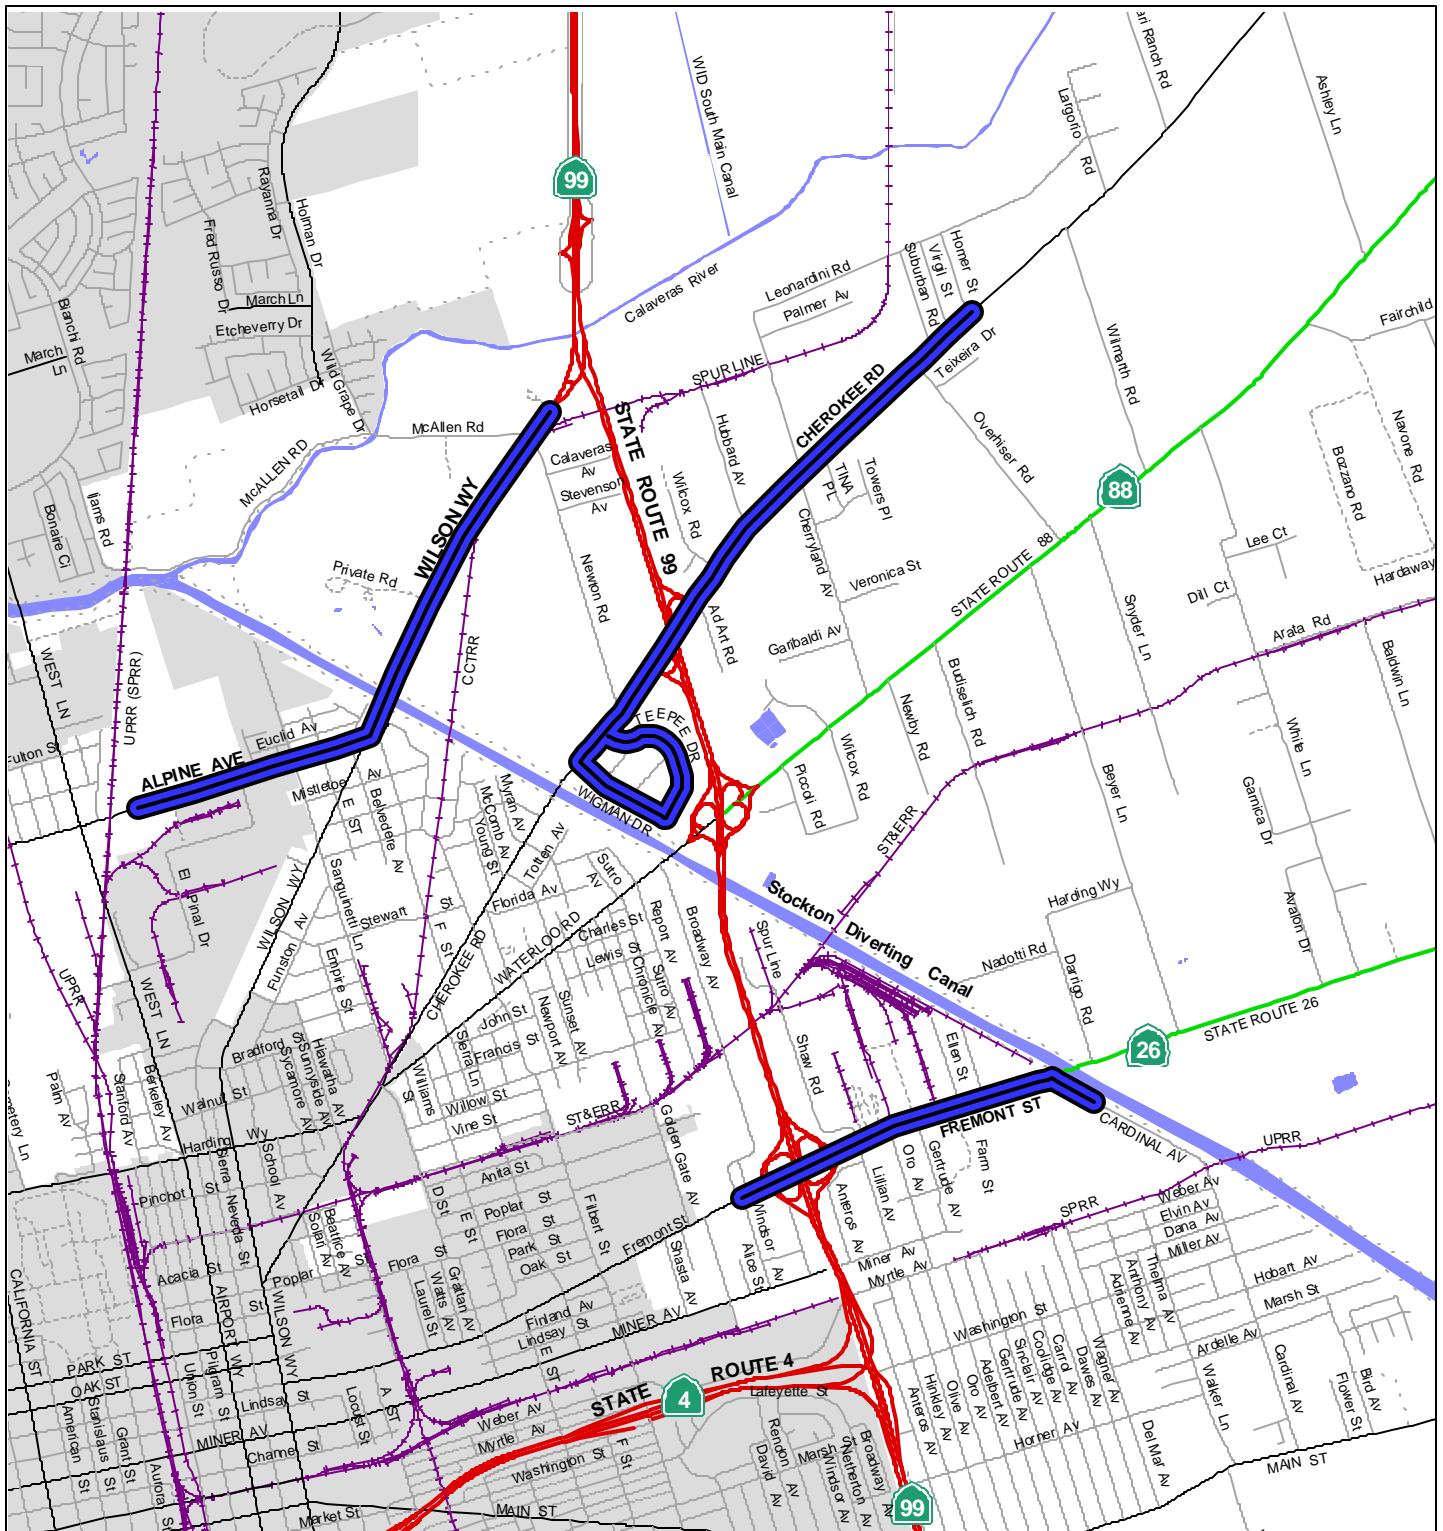 99
WID South Main Canal
Largorio Rd
Ashley Ln
Rayanna Dr
Holman Dr
Fred Russo Dr
March Ln
Etcheverry Dr
Bianchi Rd
March Ln
Wild Grape Dr
Horsetail Dr
Calaveras River
Leonardini Rd
Palmer Av
Suburban Rd
Virgil St
Homer St
Teixeira Dr
SPUR LINE
CHEROKEE RD
Wilmarth Rd
Fairchild
Navone Rd
Bozzano Rd
McAllen Rd
McALLEN RD
Ijams Rd
Bonaire Ci
WILSON WY
Calaveras Av
Stevenson Av
STATE ROUTE 99
Hubbard Av
Wilcox Rd
TINA PL
Towers Pl
Overhiser Rd
88
Cherryland Av
Veronica St
STATE ROUTE 88
Lee Ct
Dill Ct
Hardaway
Private Rd
Newton Rd
Ad Art Rd
Garibaldi Av
Snyder Ln
Arata Rd
Baldwin Ln
WEST LN
UPRR (SPRR)
CCTRR
Budiselich Rd
Newby Rd
Fulton St
Euclid Av
ALPINE AVE
TEEPEE DR
WIGMAN DR
Wilcox Rd
Piccoli Rd
Beyer Ln
White Ln
Garnica Dr
Mistletoe Av
E ST
Belvedere Av
Myran Av
McComb Av
Young St
Totten Av
ST&ERR
E Pinal Dr
WILSON WY
Funston Av
Sanguinetti Ln
Stewart St
Florida Av
Sutro Av
Charles St
Lewis St
Report Av
Broadway Av
Stockton Diverting Canal
Harding Wy
Avalon Dr
Nadotti Rd
Darrigo Rd
Spur Line
F St
CHEROKEE RD
WATERLOO RD
Empire St
UPRR
WEST LN
Sutro Av
Chronicle Av
Sunset Av
Newport Av
John St
Francis St
Sierra Ln
Shaw Rd
Ellen St
26
STATE ROUTE 26
Bradford St
Hiawatha Av
Sunnyside Av
Sycamore Av
Palm Av
Stanford Av
Berkeley Av
Walnut St
Williams St
Willow St
Vine St
ST&ERR
Golden Gate Av
FREMONT ST
CARDINAL AV
UPRR
Harding Wy
Sierra Nevada St
School Av
Pinchot St
Anita St
Oro Av
Gertrude Av
Farm St
Lillian Av
Anteros Av
SPRR
Weber Av
Elvin Av
Dana Av
Miller Av
D St
E ST
Poplar St
Flora St
Park St
Oak St
Filbert St
Fremont St
Shasta Av
Windsor Av
Alice St
Beatrice Av
Solari Av
Flora St
Acacia St
Poplar St
Miner Av
Myrtle Av
Thelma Av
Anthony Av
Adrienne Av
Hobart Av
Marsh St
CALIFORNIA ST
Flora St
AIRPORT WY
WILSON WY
Grattan Av
Watts Av
Laurel St
Finland Av
Lindsay St
E ST
MINER AV
Washington St
Ardelle Av
PARK ST
OAK ST
STATE ROUTE 4
4
Lafeyette St
Wagner Av
Dawes Av
Carrol Av
Coolidge Av
Sinclair Av
Gertrude Av
Adelbert Av
Oro Av
Olive Av
Hinkley Av
Anteros Av
Walker Ln
Cardinal Av
Bird Av
Flower St
Union St
Pilgrim St
Lindsay St
Locust St
A ST
Stanislaus St
American St
Grant St
Aurora St
MINER AV
Channel St
Weber Av
Myrtle Av
Washington St
F St
Rendon Av
David Av
Marsh St
Netherton Av
Windsor Av
Broadway Av
Horner Av
Del Mar Av
MAIN ST
Market St
MAIN ST
99